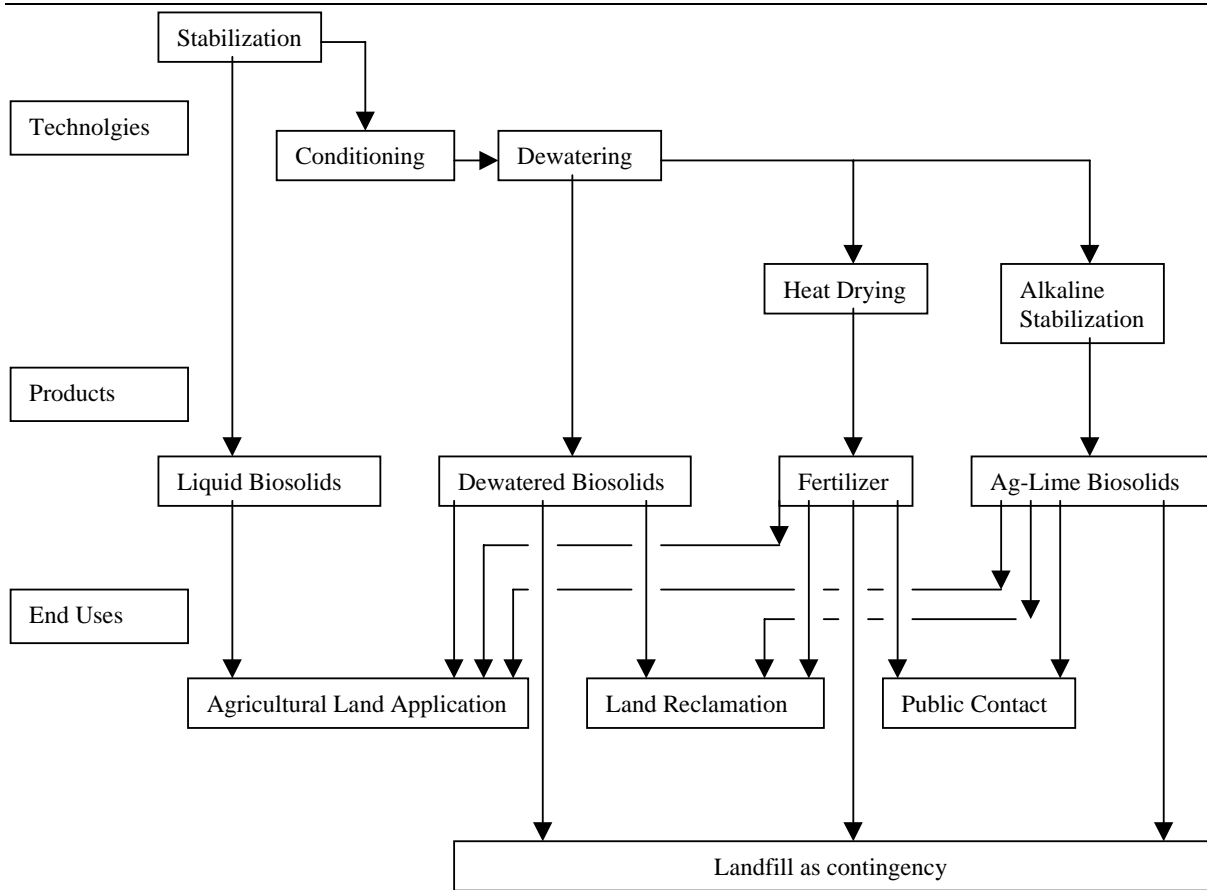 Stabilization
Technolgies
Conditioning
Dewatering
Heat Drying
Alkaline
Stabilization
Products
Liquid Biosolids
Dewatered Biosolids
Fertilizer
Ag-Lime Biosolids
End Uses
Agricultural Land Application
Land Reclamation
Public Contact
Landfill as contingency